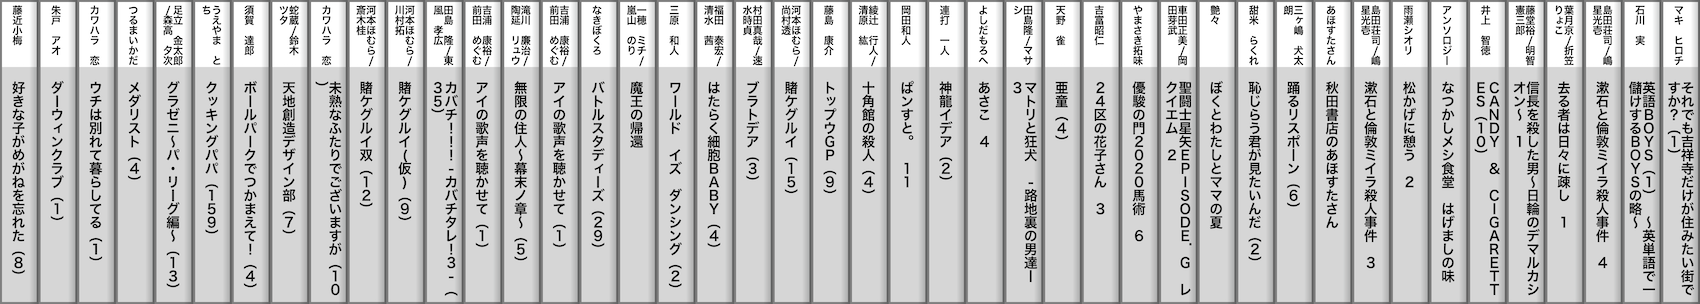 マキ ヒロチ
それでも吉祥寺だけが住みたい街ですか?(1)
石川 実
英語BOYS(1) ~英単語で一儲けするBOYSの略~
島田荘司/嶋星光壱
漱石と倫敦ミイラ殺人事件 4
葉月京/折笠りょこ
去る者は日々に疎し 1
藤堂裕/明智憲三郎
信長を殺した男~日輪のデマルカシオン~ 1
井上 智徳
CANDY & CIGARETTES(10)
アンソロジー
なつかしメシ食堂 はげましの味
雨瀬シオリ
松かげに憩う 2
島田荘司/嶋星光壱
漱石と倫敦ミイラ殺人事件 3
あほすたさん
秋田書店のあほすたさん
三ヶ嶋 犬太朗
踊るリスポーン(6)
甜米 らくれ
恥じらう君が見たいんだ(2)
艶々
ぼくとわたしとママの夏
車田正美/岡田芽武
聖闘士星矢EPISODE.G レクイエム 2
やまさき拓味
優駿の門2020馬術 6
吉富昭仁
24区の花子さん 3
天野 雀
亜童(4)
田島隆/マサシ
マトリと狂犬 -路地裏の男達- 3
よしだもろへ
あさこ 4
連打 一人
神龍イデア(2)
岡田和人
ぱンすと。 11
綾辻 行人/清原 紘
十角館の殺人(4)
藤島 康介
トップウGP(9)
河本ほむら/尚村透
賭ケグルイ(15)
村田真哉/速水時貞
プラトデア(3)
福田 泰宏/清水 茜
はたらく細胞BABY(4)
三原 和人
ワールド イズ ダンシング(2)
一穂 ミチ/嵐山 のり
魔王の帰還
なきぼくろ
バトルスタディーズ(29)
吉浦 康裕/前田 めぐむ
アイの歌声を聴かせて(1)
滝川 廉治/陶延 リュウ
無限の住人~幕末ノ章~(5)
吉浦 康裕/前田 めぐむ
アイの歌声を聴かせて(1)
田島 隆/東風 孝広
カバチ!!!-カバチタレ!3-(35)
河本ほむら/川村拓
賭ケグルイ(仮)(9)
河本ほむら/斎木桂
賭ケグルイ双(12)
カワハラ 恋
未熟なふたりでございますが(10)
蛇蔵/鈴木ツタ
天地創造デザイン部(7)
須賀 達郎
ボールパークでつかまえて!(4)
うえやま とち
クッキングパパ(159)
足立 金太郎/森高 夕次
グラゼニ~パ・リーグ編~(13)
つるまいかだ
メダリスト(4)
カワハラ 恋
ウチは別れて暮らしてる(1)
朱戸 アオ
ダーウィンクラブ(1)
藤近小梅
好きな子がめがねを忘れた(8)